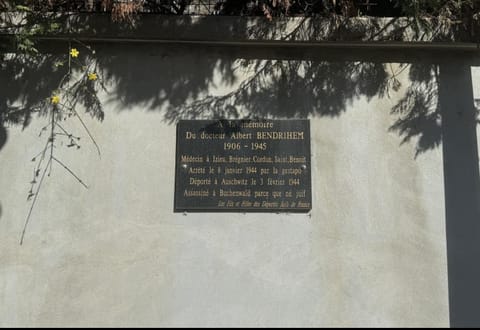 A la mémoire
Du docteur Albert BENDRIHEM
1906 - 1945
Médecin à Izieu, Brégnier Cordon, Saint Benoit
Arrêté le 6 janvier 1944 par la gestapo
Déporté à Auschwitz le 3 février 1944
Assassiné à Buchenwald parce que né juif
Les Fils et Filles des Déportés Juifs de France